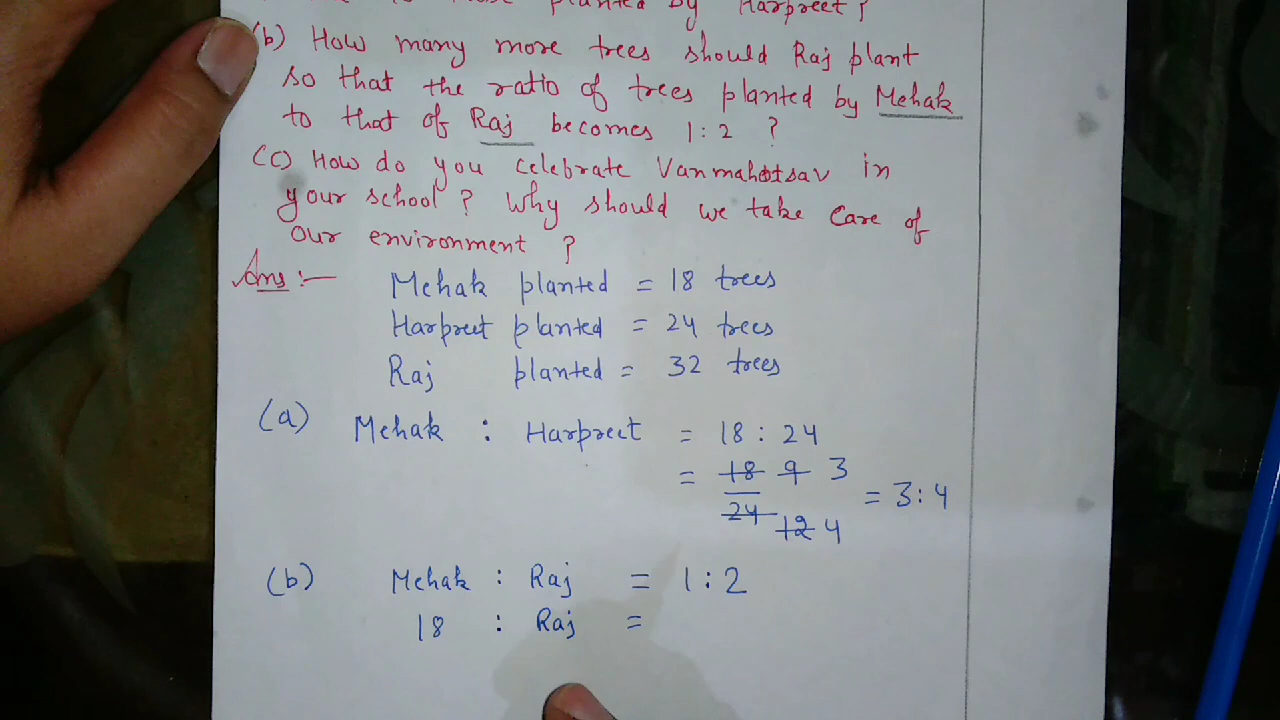 planted by Harpreet ?
(b) How many more trees should Raj plant
so that the ratio of trees planted by Mehak
to that of Raj becomes 1 : 2 ?
(c) How do you celebrate Vanmahotsav in
your school ? Why should we take care of
our environment ?
Ans :-
Mehak planted = 18 trees
Harpreet planted = 24 trees
Raj planted = 32 trees
(a) Mehak : Harpreet = 18 : 24
= 18 9 3
24 12 4 = 3 : 4
(b) Mehak : Raj = 1 : 2
18 : Raj =